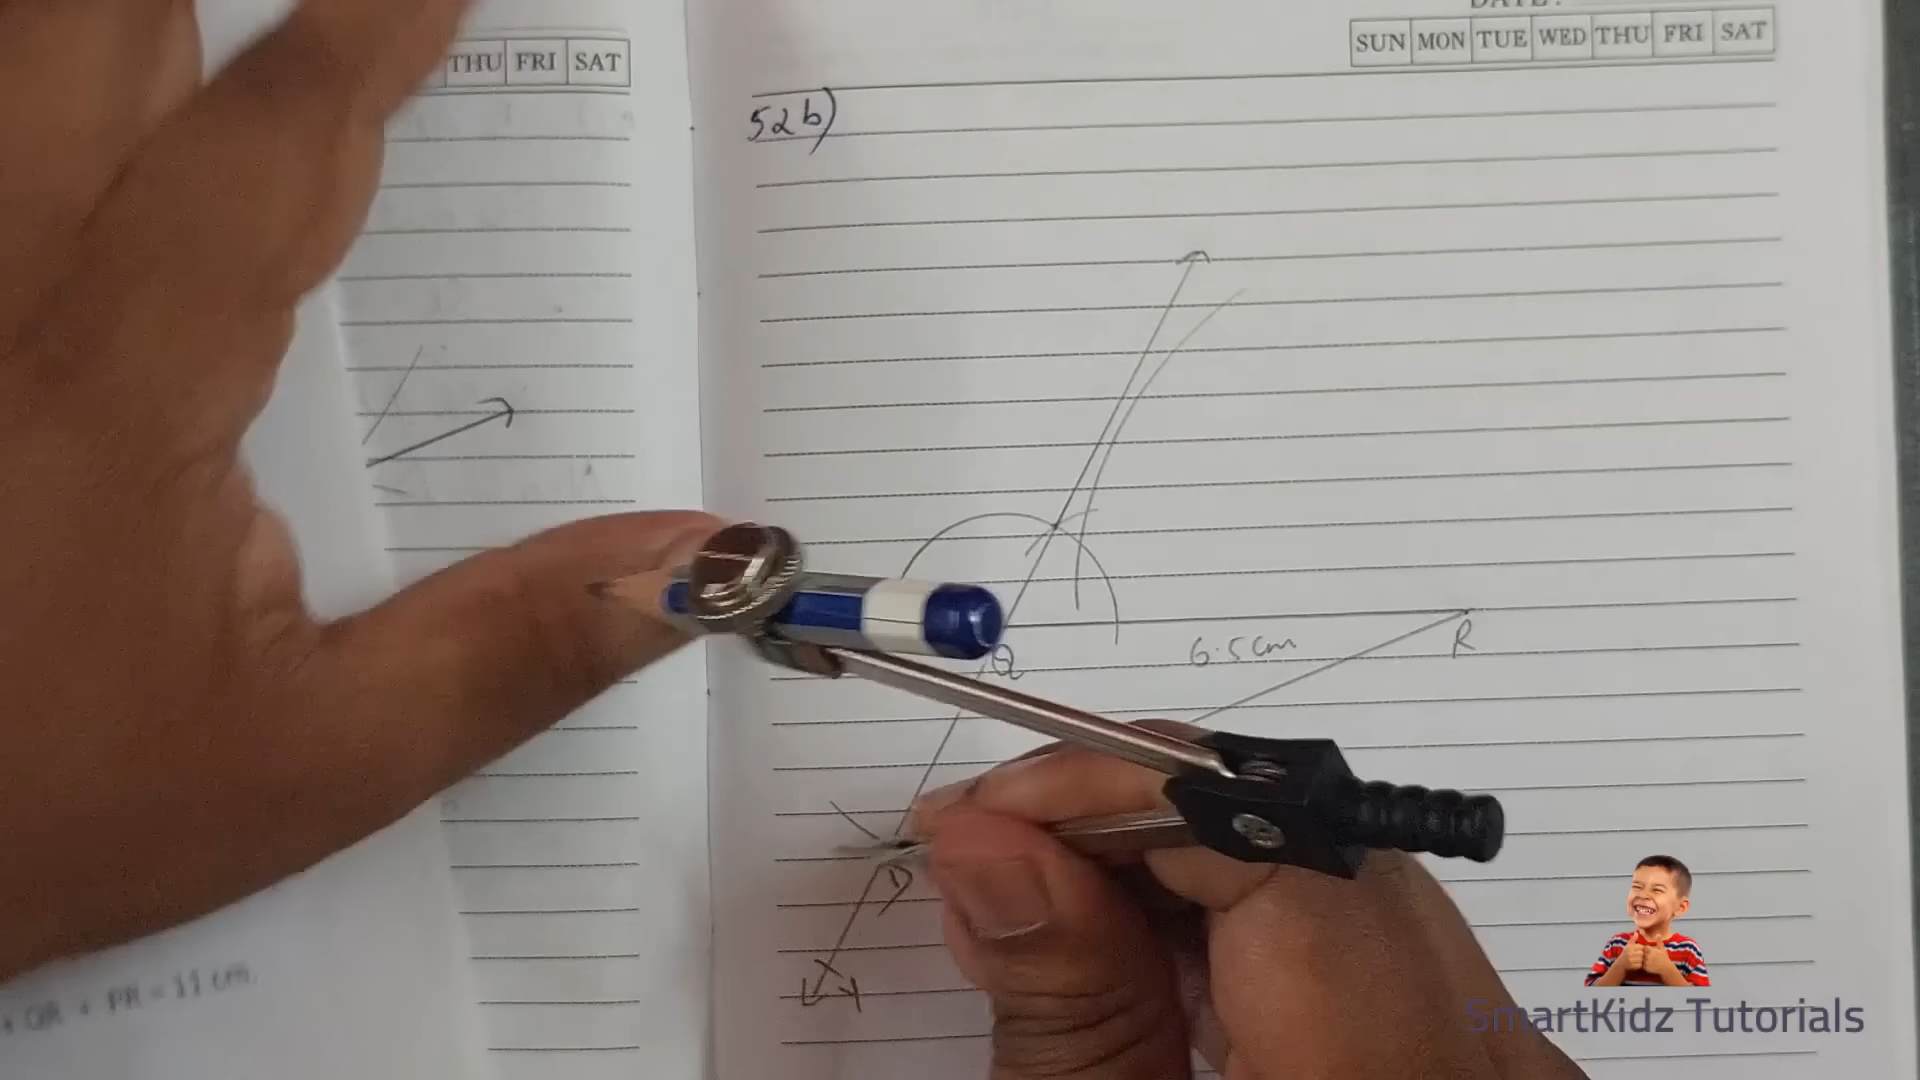 THU FRI SAT
SUN MON TUE WED THU FRI SAT
52b)
Q
6.5cm
R
D
Y
+ QR + PR = 11 cm.
SmartKidz Tutorials